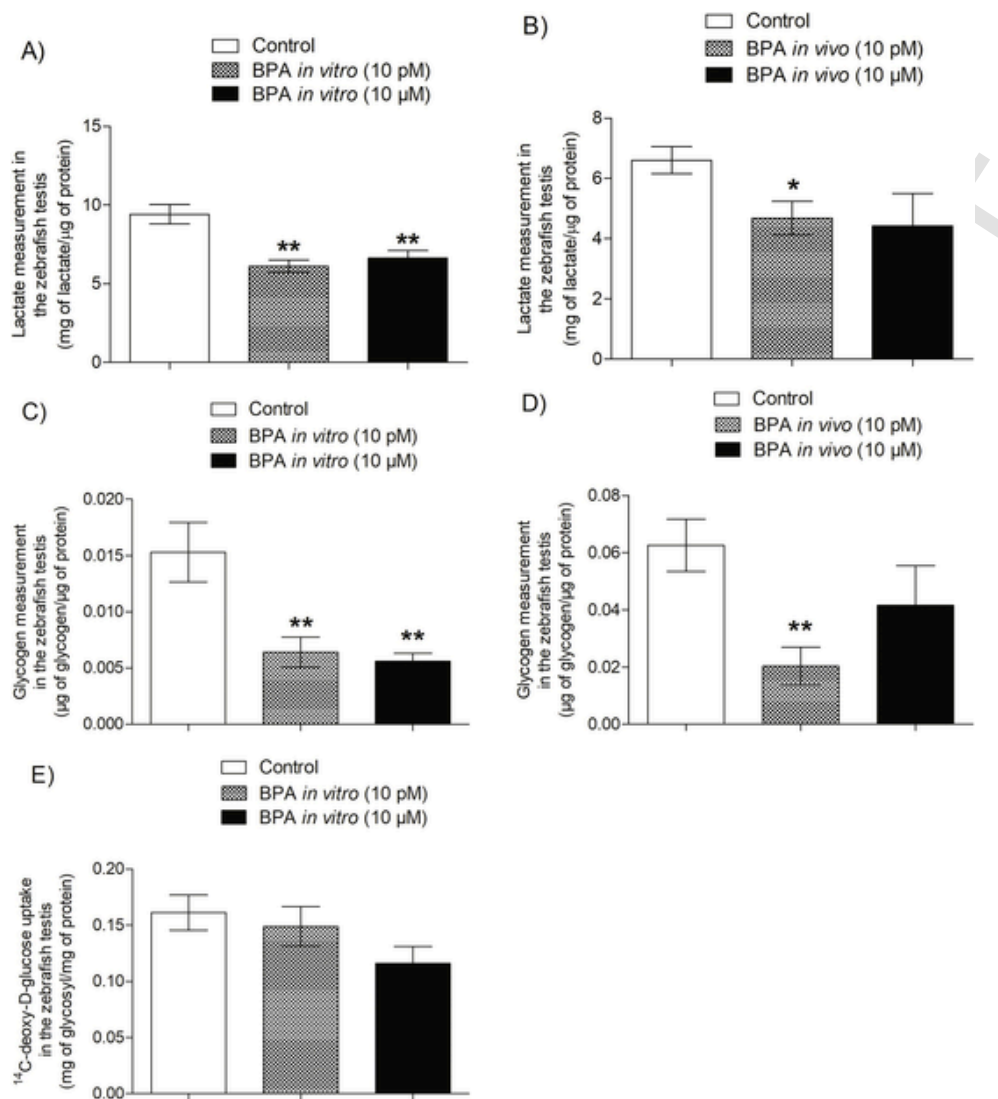 A)
Control
BPA in vitro (10 pM)
BPA in vitro (10 µM)
Lactate measurement in
the zebrafish testis
(mg of lactate/µg of protein)
15
10
5
0
**
**
B)
Control
BPA in vivo (10 pM)
BPA in vivo (10 µM)
Lactate measurement in
the zebrafish testis
(mg of lactate/µg of protein)
8
6
4
2
0
*
C)
Control
BPA in vitro (10 pM)
BPA in vitro (10 µM)
Glycogen measurement
in the zebrafish testis
(µg of glycogen/µg of protein)
0.020
0.015
0.010
0.005
0.000
**
**
D)
Control
BPA in vivo (10 pM)
BPA in vivo (10 µM)
Glycogen measurement
in the zebrafish testis
(µg of glycogen/µg of protein)
0.08
0.06
0.04
0.02
0.00
**
E)
Control
BPA in vitro (10 pM)
BPA in vitro (10 µM)
¹⁴C-deoxy-D-glucose uptake
in the zebrafish testis
(mg of glycosyl/mg of protein)
0.20
0.15
0.10
0.05
0.00